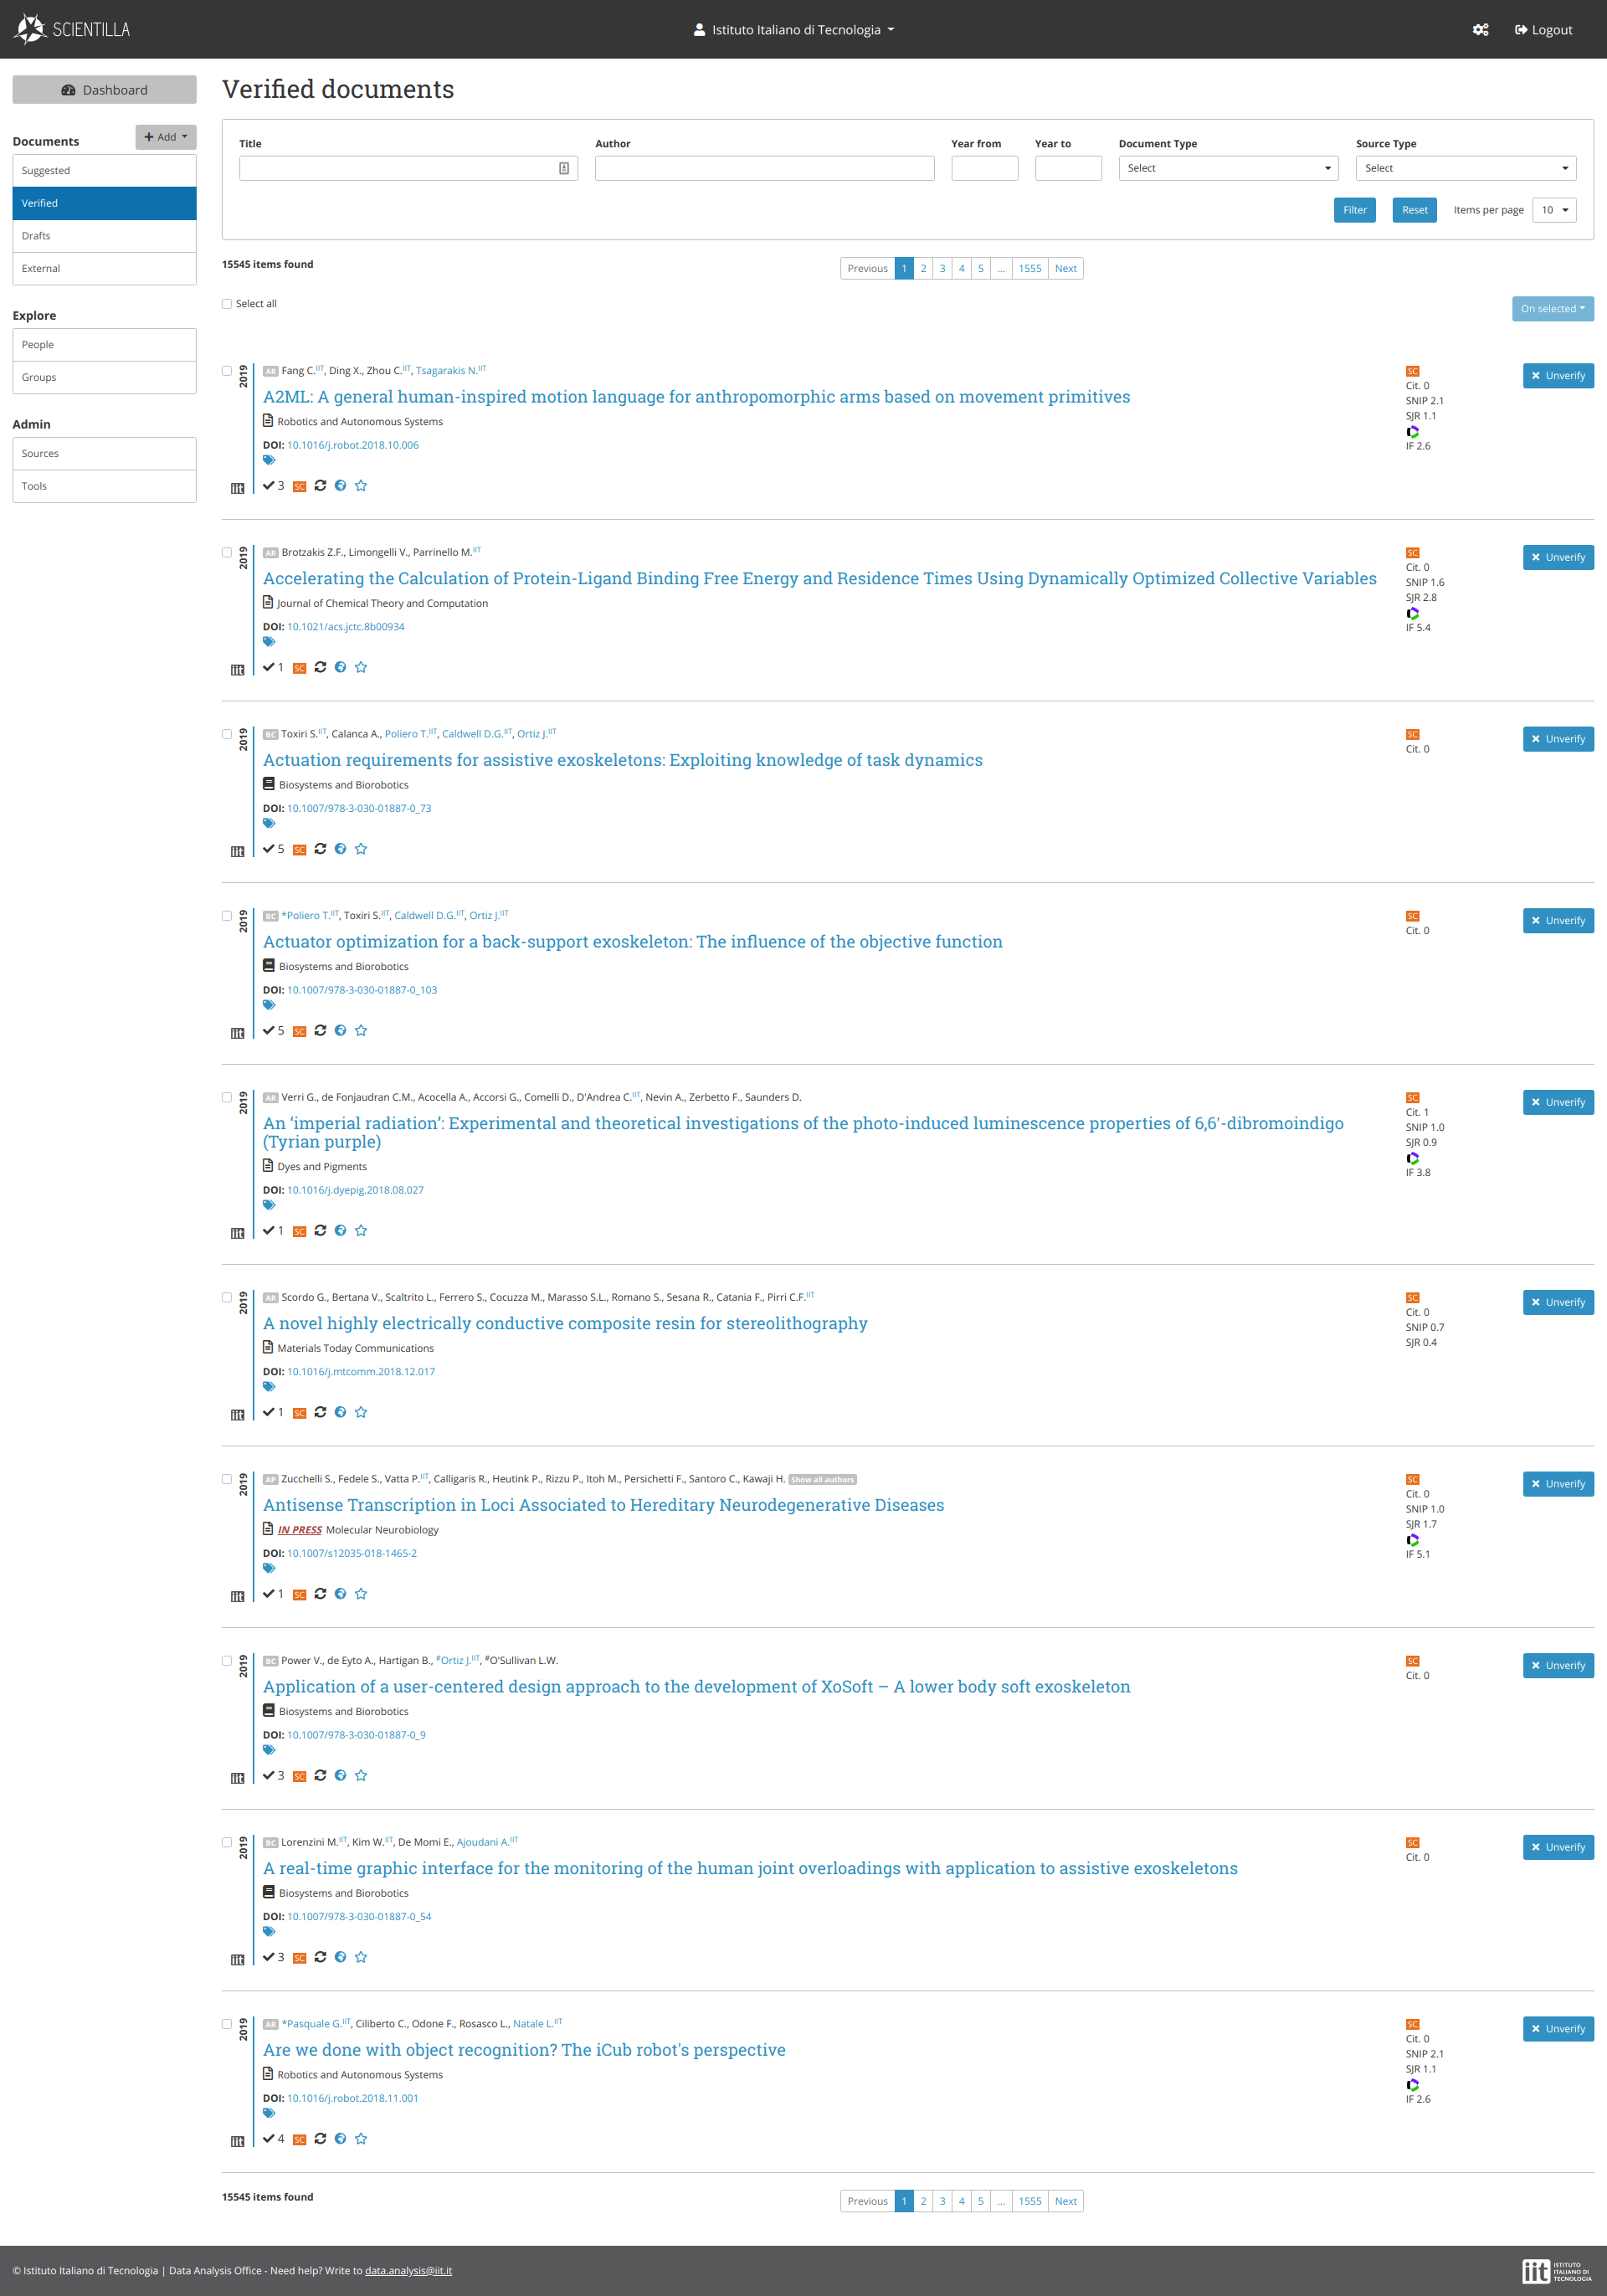 SCIENTILLA
Istituto Italiano di Tecnologia
Logout
Dashboard
Documents
Add
Suggested
Verified
Drafts
External
Explore
People
Groups
Admin
Sources
Tools
Verified documents
Title Author Year from Year to Document Type Source Type
Select Select
Filter Reset Items per page 10
15545 items found
Previous 1 2 3 4 5 ... 1555 Next
Select all
On selected
2019
AR Fang C.IIT, Ding X., Zhou C.IIT, Tsagarakis N.IIT
A2ML: A general human-inspired motion language for anthropomorphic arms based on movement primitives
Robotics and Autonomous Systems
DOI: 10.1016/j.robot.2018.10.006
iit
3 SC
SC
Cit. 0
SNIP 2.1
SJR 1.1
IF 2.6
Unverify
2019
AR Brotzakis Z.F., Limongelli V., Parrinello M.IIT
Accelerating the Calculation of Protein-Ligand Binding Free Energy and Residence Times Using Dynamically Optimized Collective Variables
Journal of Chemical Theory and Computation
DOI: 10.1021/acs.jctc.8b00934
iit
1 SC
SC
Cit. 0
SNIP 1.6
SJR 2.8
IF 5.4
Unverify
2019
BC Toxiri S.IIT, Calanca A., Poliero T.IIT, Caldwell D.G.IIT, Ortiz J.IIT
Actuation requirements for assistive exoskeletons: Exploiting knowledge of task dynamics
Biosystems and Biorobotics
DOI: 10.1007/978-3-030-01887-0_73
iit
5 SC
SC
Cit. 0
Unverify
2019
BC *Poliero T.IIT, Toxiri S.IIT, Caldwell D.G.IIT, Ortiz J.IIT
Actuator optimization for a back-support exoskeleton: The influence of the objective function
Biosystems and Biorobotics
DOI: 10.1007/978-3-030-01887-0_103
iit
5 SC
SC
Cit. 0
Unverify
2019
AR Verri G., de Fonjaudran C.M., Acocella A., Accorsi G., Comelli D., D'Andrea C.IIT, Nevin A., Zerbetto F., Saunders D.
An ‘imperial radiation’: Experimental and theoretical investigations of the photo-induced luminescence properties of 6,6′-dibromoindigo
(Tyrian purple)
Dyes and Pigments
DOI: 10.1016/j.dyepig.2018.08.027
iit
1 SC
SC
Cit. 1
SNIP 1.0
SJR 0.9
IF 3.8
Unverify
2019
AR Scordo G., Bertana V., Scaltrito L., Ferrero S., Cocuzza M., Marasso S.L., Romano S., Sesana R., Catania F., Pirri C.F.IIT
A novel highly electrically conductive composite resin for stereolithography
Materials Today Communications
DOI: 10.1016/j.mtcomm.2018.12.017
iit
1 SC
SC
Cit. 0
SNIP 0.7
SJR 0.4
Unverify
2019
AP Zucchelli S., Fedele S., Vatta P.IIT, Calligaris R., Heutink P., Rizzu P., Itoh M., Persichetti F., Santoro C., Kawaji H. Show all authors
Antisense Transcription in Loci Associated to Hereditary Neurodegenerative Diseases
IN PRESS Molecular Neurobiology
DOI: 10.1007/s12035-018-1465-2
iit
1 SC
SC
Cit. 0
SNIP 1.0
SJR 1.7
IF 5.1
Unverify
2019
BC Power V., de Eyto A., Hartigan B., #Ortiz J.IIT, #O'Sullivan L.W.
Application of a user-centered design approach to the development of XoSoft – A lower body soft exoskeleton
Biosystems and Biorobotics
DOI: 10.1007/978-3-030-01887-0_9
iit
3 SC
SC
Cit. 0
Unverify
2019
BC Lorenzini M.IIT, Kim W.IIT, De Momi E., Ajoudani A.IIT
A real-time graphic interface for the monitoring of the human joint overloadings with application to assistive exoskeletons
Biosystems and Biorobotics
DOI: 10.1007/978-3-030-01887-0_54
iit
3 SC
SC
Cit. 0
Unverify
2019
AR *Pasquale G.IIT, Ciliberto C., Odone F., Rosasco L., Natale L.IIT
Are we done with object recognition? The iCub robot's perspective
Robotics and Autonomous Systems
DOI: 10.1016/j.robot.2018.11.001
iit
4 SC
SC
Cit. 0
SNIP 2.1
SJR 1.1
IF 2.6
Unverify
15545 items found
Previous 1 2 3 4 5 ... 1555 Next
© Istituto Italiano di Tecnologia | Data Analysis Office - Need help? Write to data.analysis@iit.it
iit ISTITUTO
ITALIANO DI
TECNOLOGIA